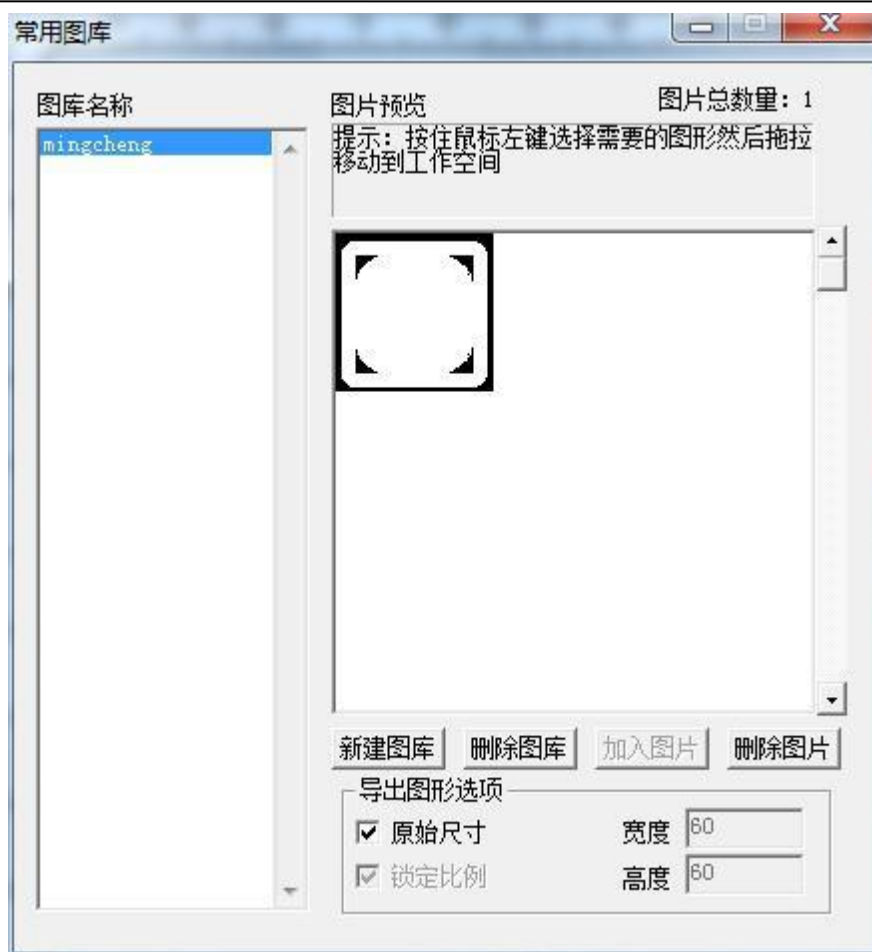 常用图库
图库名称
mingcheng
图片预览
图片总数量：1
提示：按住鼠标左键选择需要的图形然后拖拉
移动到工作空间
新建图库
删除图库
加入图片
删除图片
导出图形选项
原始尺寸
宽度
60
锁定比例
高度
60